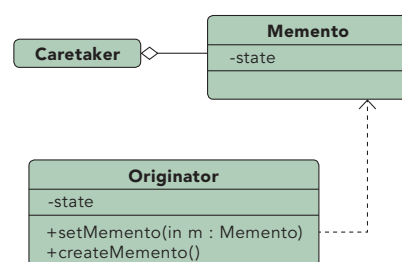 Memento
Caretaker
-state
Originator
-state
+setMemento(in m : Memento)
+createMemento()